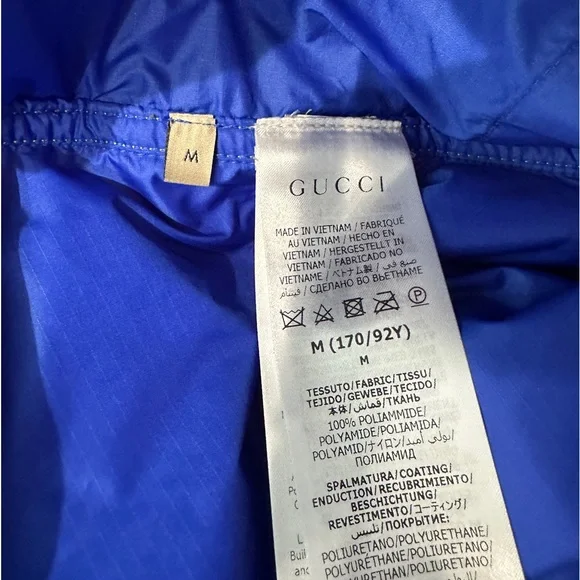 M
GUCCI
MADE IN VIETNAM / FABRIQUÉ
AU VIETNAM / HECHO EN
VIETNAM / HERGESTELLT IN
VIETNAM / FABRICADO NO
VIETNAME / ベトナム製 / صنع في
فيتنام / СДЕЛАНО ВО ВЬЕТНАМЕ
P
M (170/92Y)
M
TESSUTO/FABRIC/TISSU/
TEJIDO/GEWEBE/TECIDO/
本体/قماش/ТКАНЬ
100% POLIAMMIDE/
POLYAMIDE/POLIAMIDA/
POLYAMID/ナイロン/بولي أميد/
ПОЛИАМИД
SPALMATURA/COATING/
ENDUCTION/RECUBRIMIENTO/
BESCHICHTUNG/
REVESTIMENTO/コーティング
تلبيس/ПОКРЫТИЕ:
POLIURETANO/POLYURETHANE/
POLYURÉTHANE/POLIURETANO/